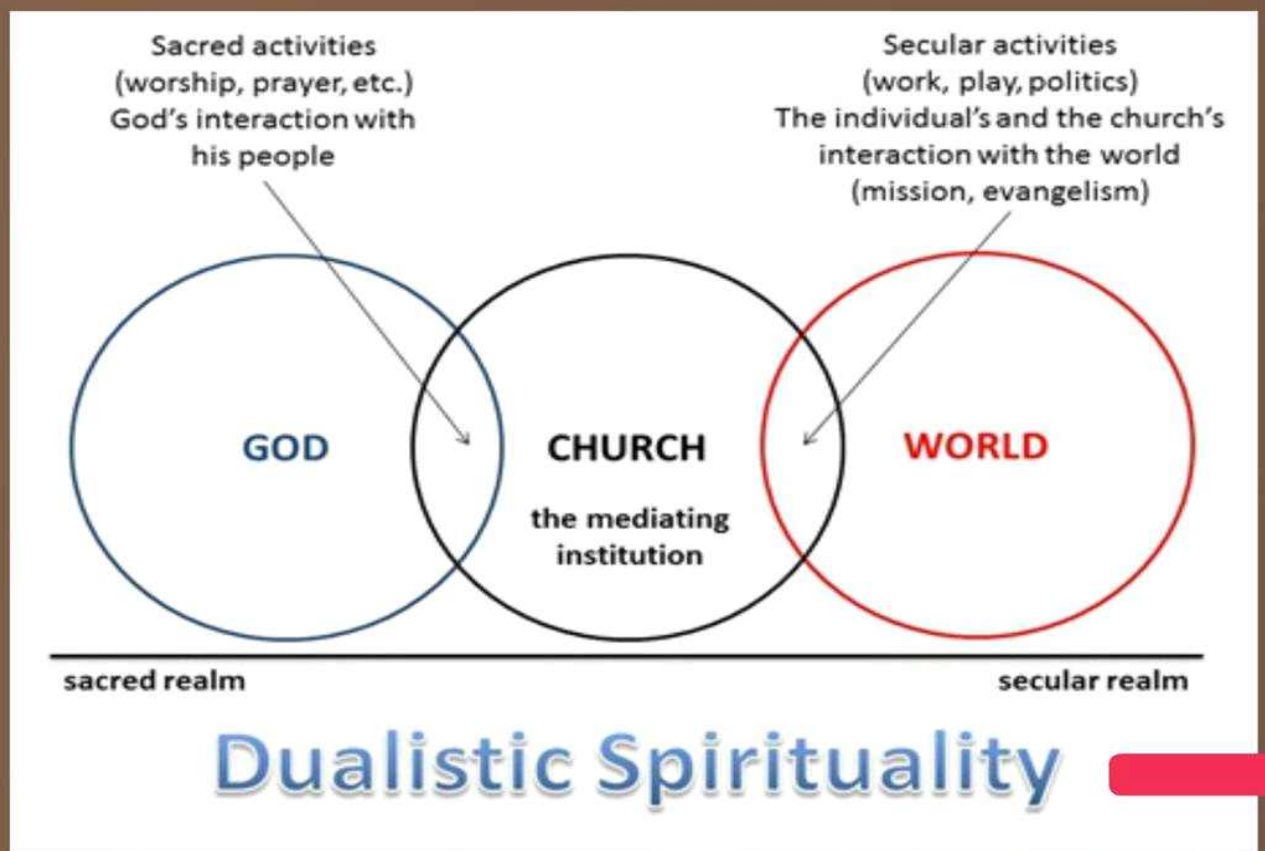 Sacred activities
(worship, prayer, etc.)
God's interaction with
his people
Secular activities
(work, play, politics)
The individual's and the church's
interaction with the world
(mission, evangelism)
GOD
CHURCH
the mediating
institution
WORLD
sacred realm
secular realm
Dualistic Spirituality